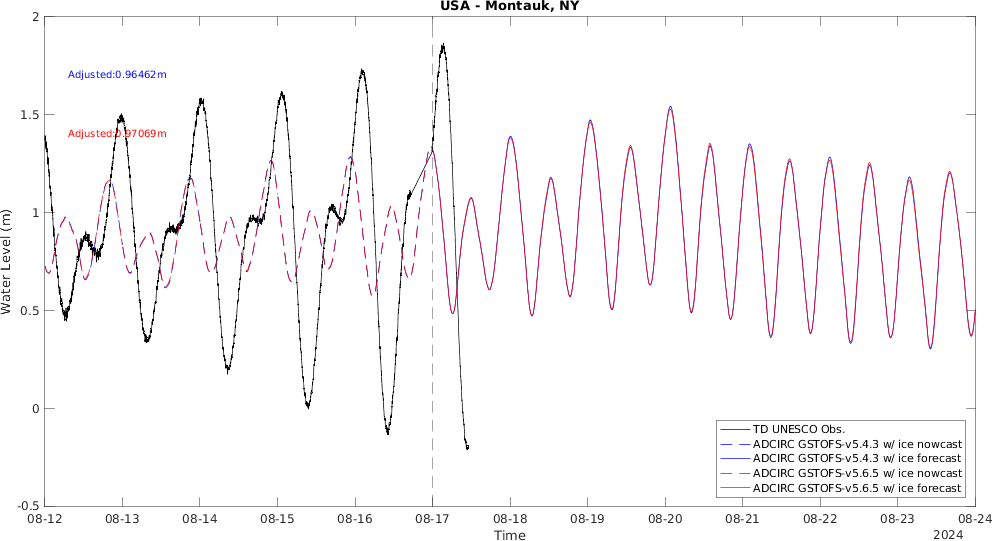 USA - Montauk, NY
2
1.5
1
0.5
0
-0.5
Water Level (m)
Adjusted:0.96462m
Adjusted:0.97069m
TD UNESCO Obs.
ADCIRC GSTOFS-v5.4.3 w/ ice nowcast
ADCIRC GSTOFS-v5.4.3 w/ ice forecast
ADCIRC GSTOFS-v5.6.5 w/ ice nowcast
ADCIRC GSTOFS-v5.6.5 w/ ice forecast
08-12 08-13 08-14 08-15 08-16 08-17 08-18 08-19 08-20 08-21 08-22 08-23 08-24
Time
2024